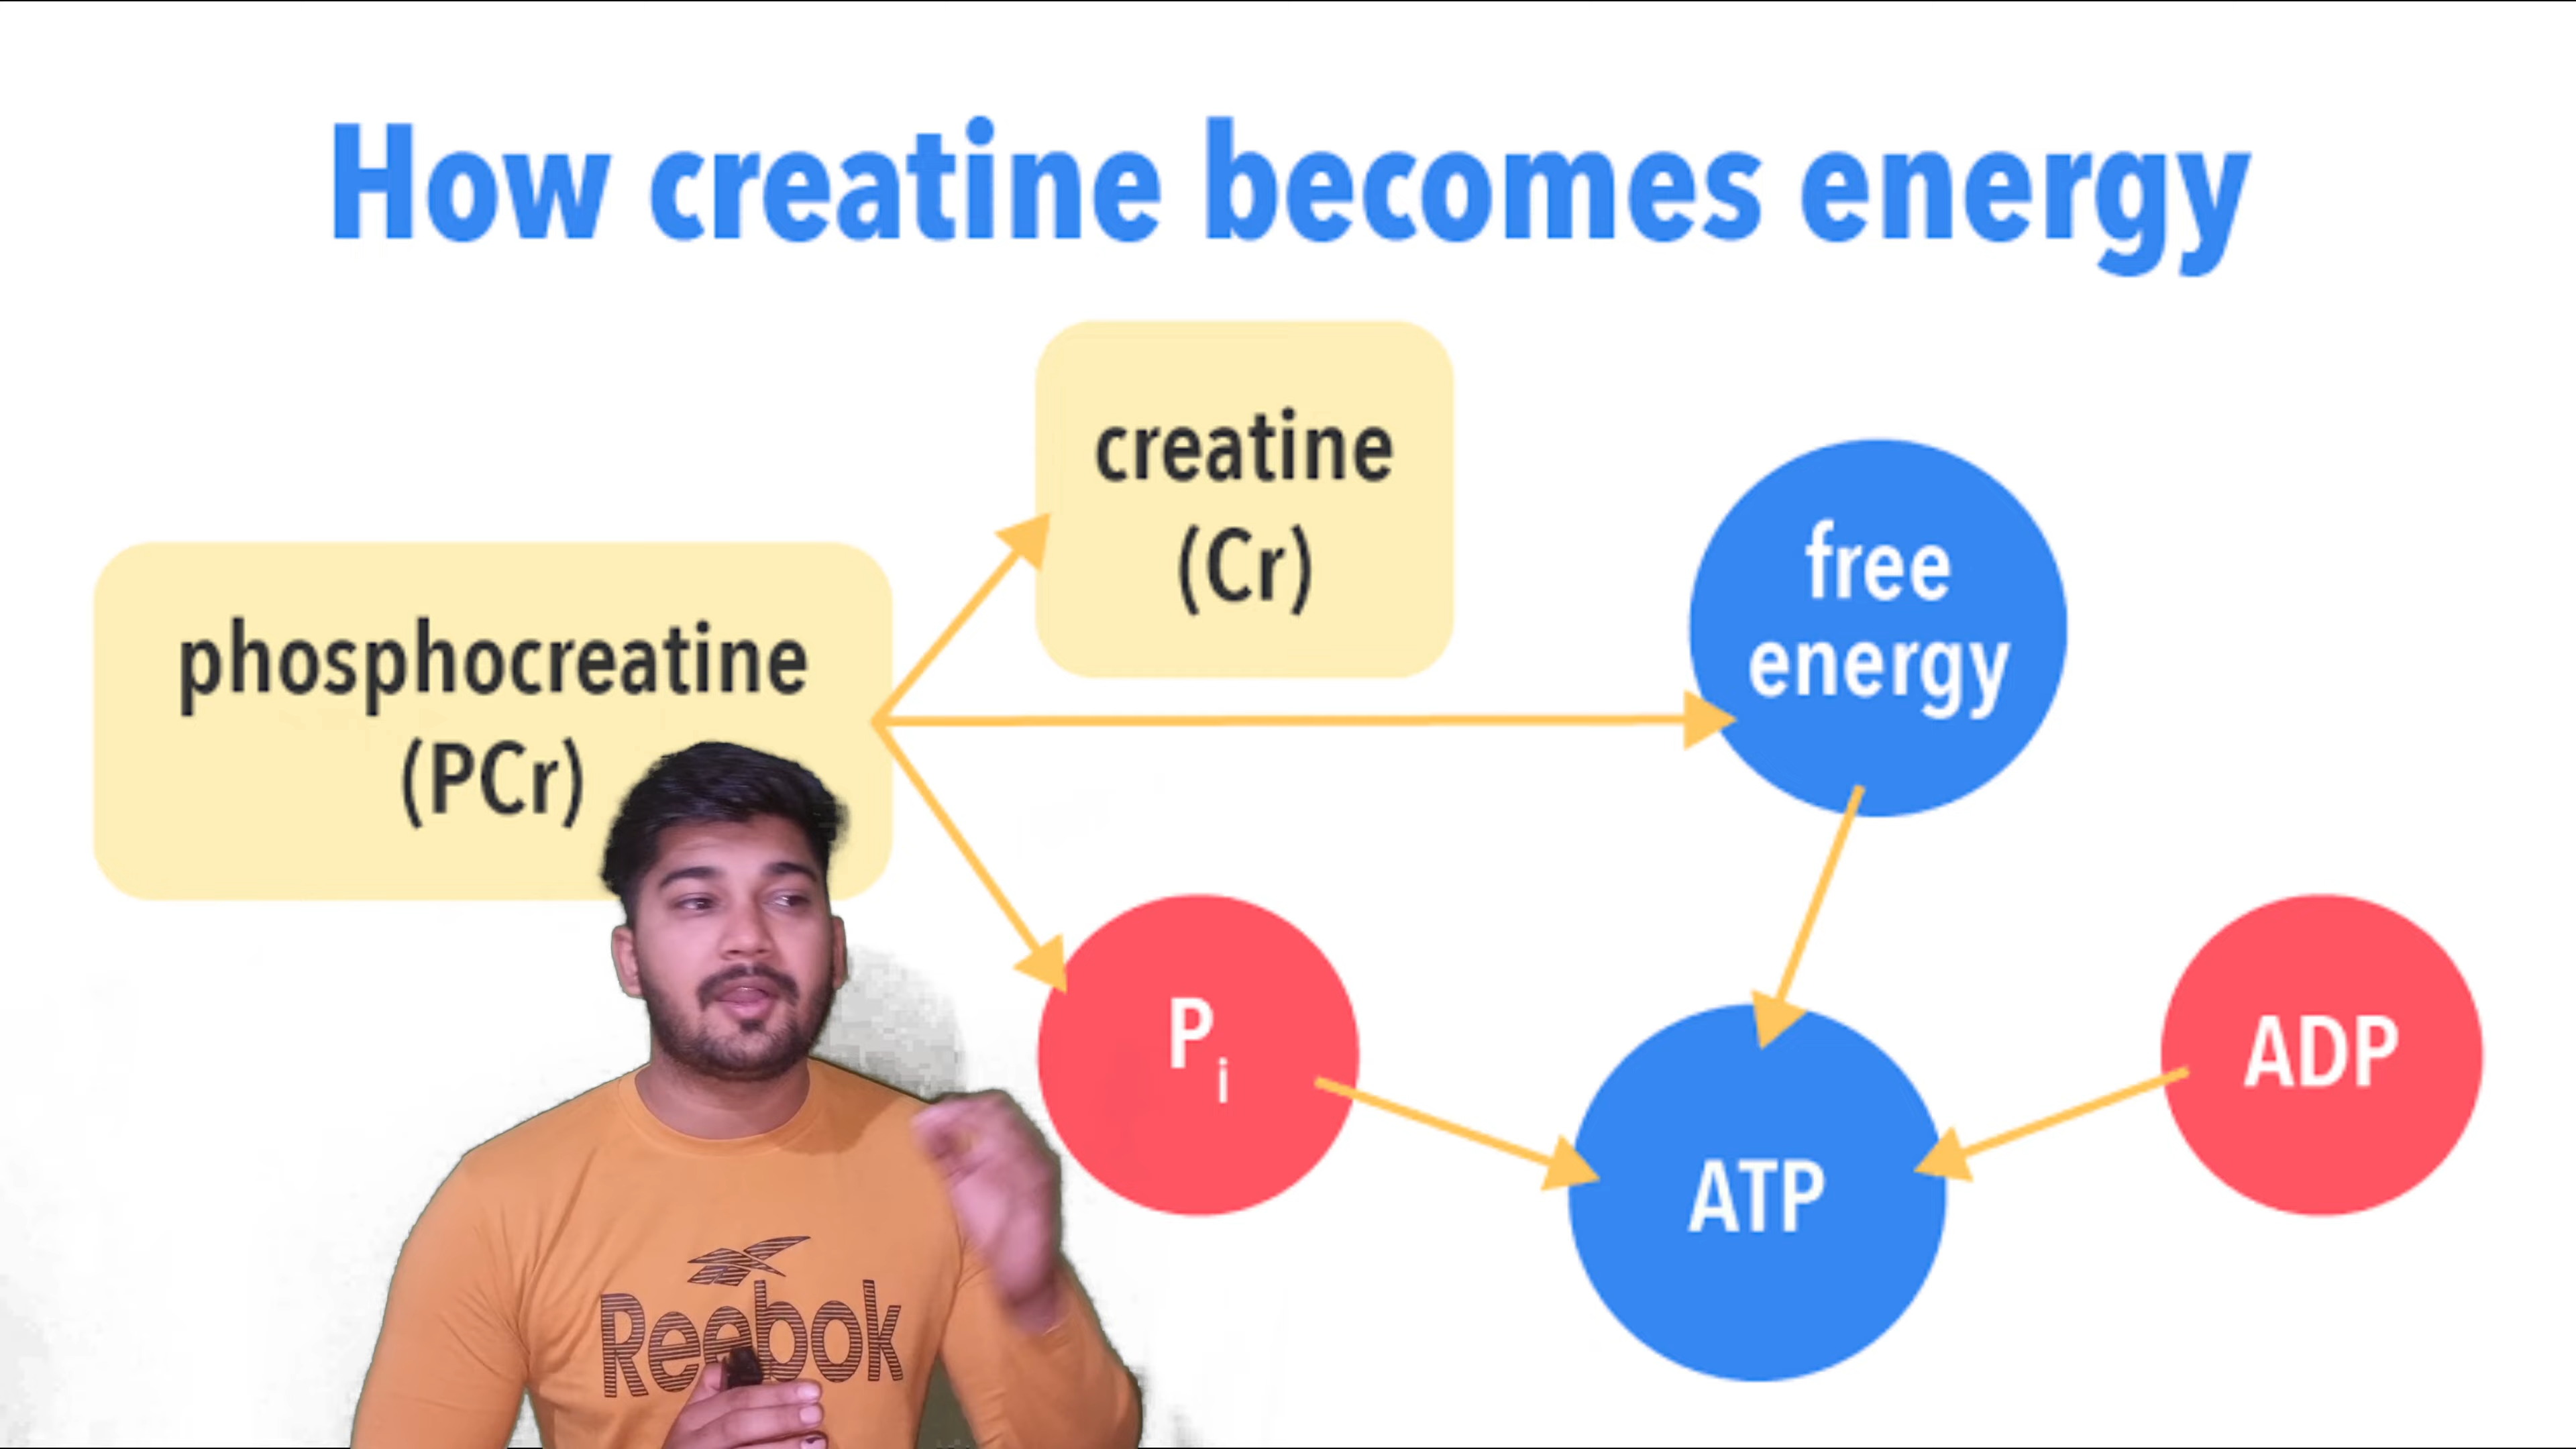 How creatine becomes energy
creatine
(Cr)
free
energy
phosphocreatine
(PCr)
Pi
ADP
ATP
Reebok